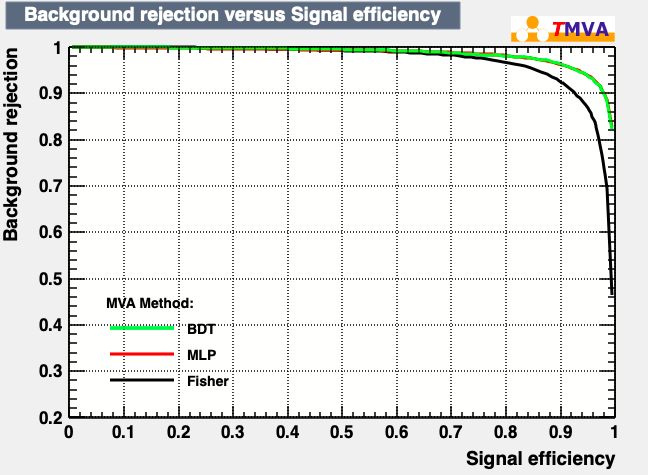 Background rejection versus Signal efficiency
TMVA
Background rejection
1
0.9
0.8
0.7
0.6
0.5
0.4
0.3
0.2
MVA Method:
BDT
MLP
Fisher
0 0.1 0.2 0.3 0.4 0.5 0.6 0.7 0.8 0.9 1
Signal efficiency